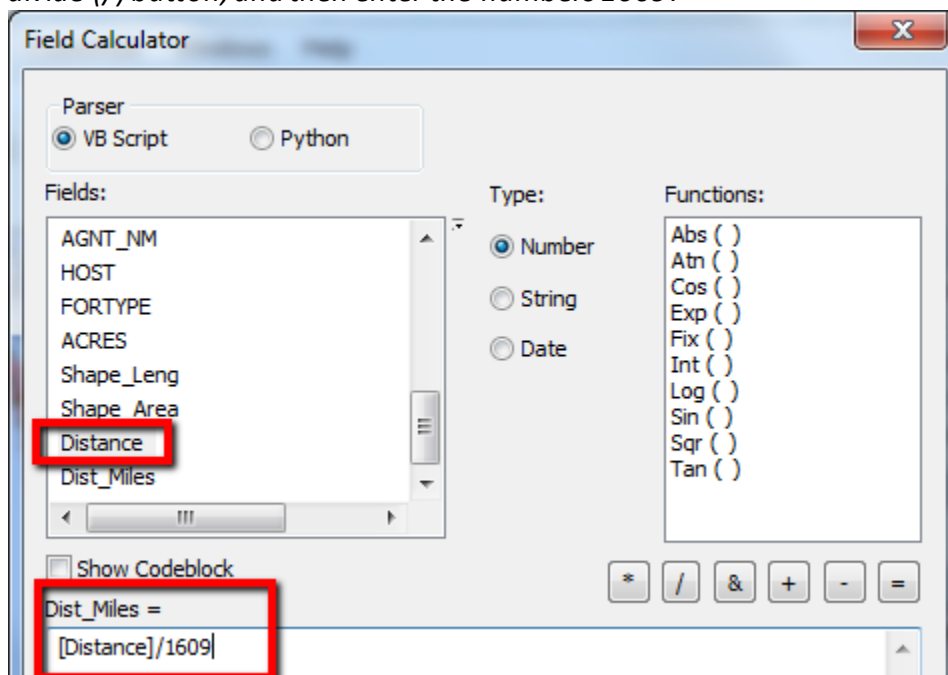 Field Calculator
Parser
VB Script Python
Fields: Type: Functions:
AGNT_NM
HOST
FORTYPE
ACRES
Shape_Leng
Shape_Area
Distance
Dist_Miles
Number
String
Date
Abs ( )
Atn ( )
Cos ( )
Exp ( )
Fix ( )
Int ( )
Log ( )
Sin ( )
Sqr ( )
Tan ( )
Show Codeblock
* / & + - =
Dist_Miles =
[Distance]/1609